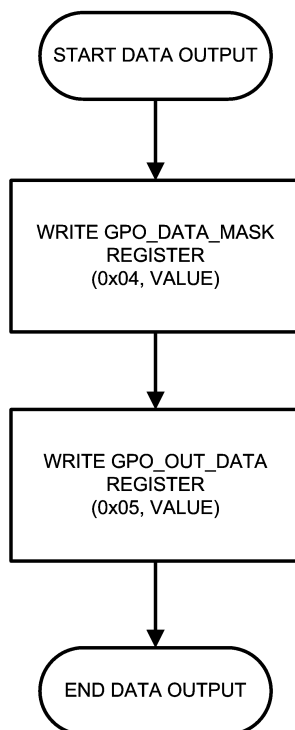 START DATA OUTPUT
WRITE GPO_DATA_MASK
REGISTER
(0x04, VALUE)
WRITE GPO_OUT_DATA
REGISTER
(0x05, VALUE)
END DATA OUTPUT